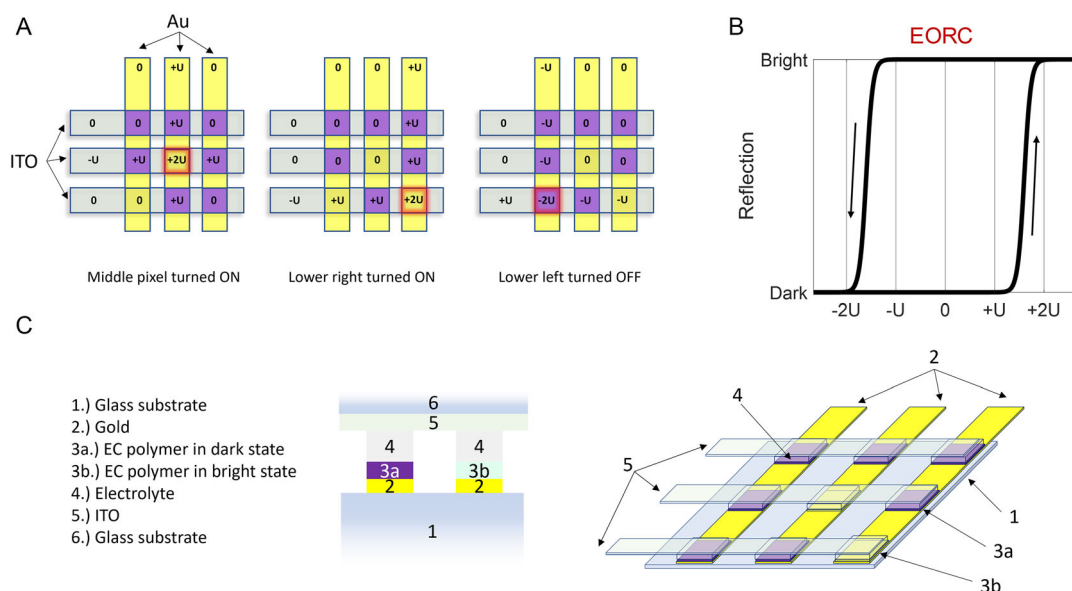 A
Au
0 +U 0
0 0 +U 0
-U +U +2U +U
0 0 +U 0
ITO
Middle pixel turned ON
0 0 +U
0 0 0 +U
0 0 0 +U
-U +U +U +2U
Lower right turned ON
-U 0 0
0 -U 0 0
0 -U 0 0
+U -2U -U -U
Lower left turned OFF
B
EORC
Bright
Reflection
Dark
-2U -U 0 +U +2U
C
1.) Glass substrate
2.) Gold
3a.) EC polymer in dark state
3b.) EC polymer in bright state
4.) Electrolyte
5.) ITO
6.) Glass substrate
6
5
4 4
3a 3b
2 2
1
2
4
5
1
3a
3b